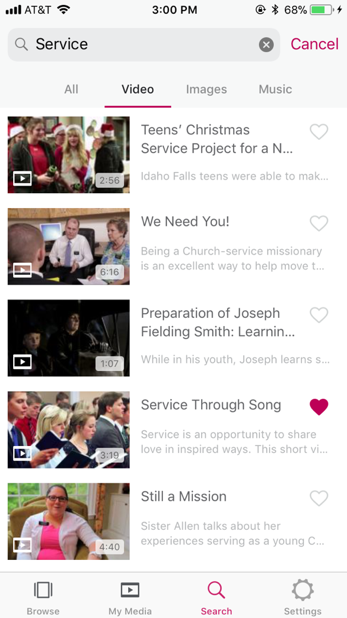 AT&T 3:00 PM 68%
Service Cancel
All Video Images Music
Teens' Christmas
Service Project for a N...
Idaho Falls teens were able to mak...
2:56
We Need You!
Being a Church-service missionary
is an excellent way to help move t...
6:16
Preparation of Joseph
Fielding Smith: Learnin...
While in his youth, Joseph learns s...
1:07
Service Through Song
Service is an opportunity to share
love in inspired ways. This short vi...
3:19
Still a Mission
Sister Allen talks about her
experiences serving as a young C...
4:40
Browse My Media Search Settings